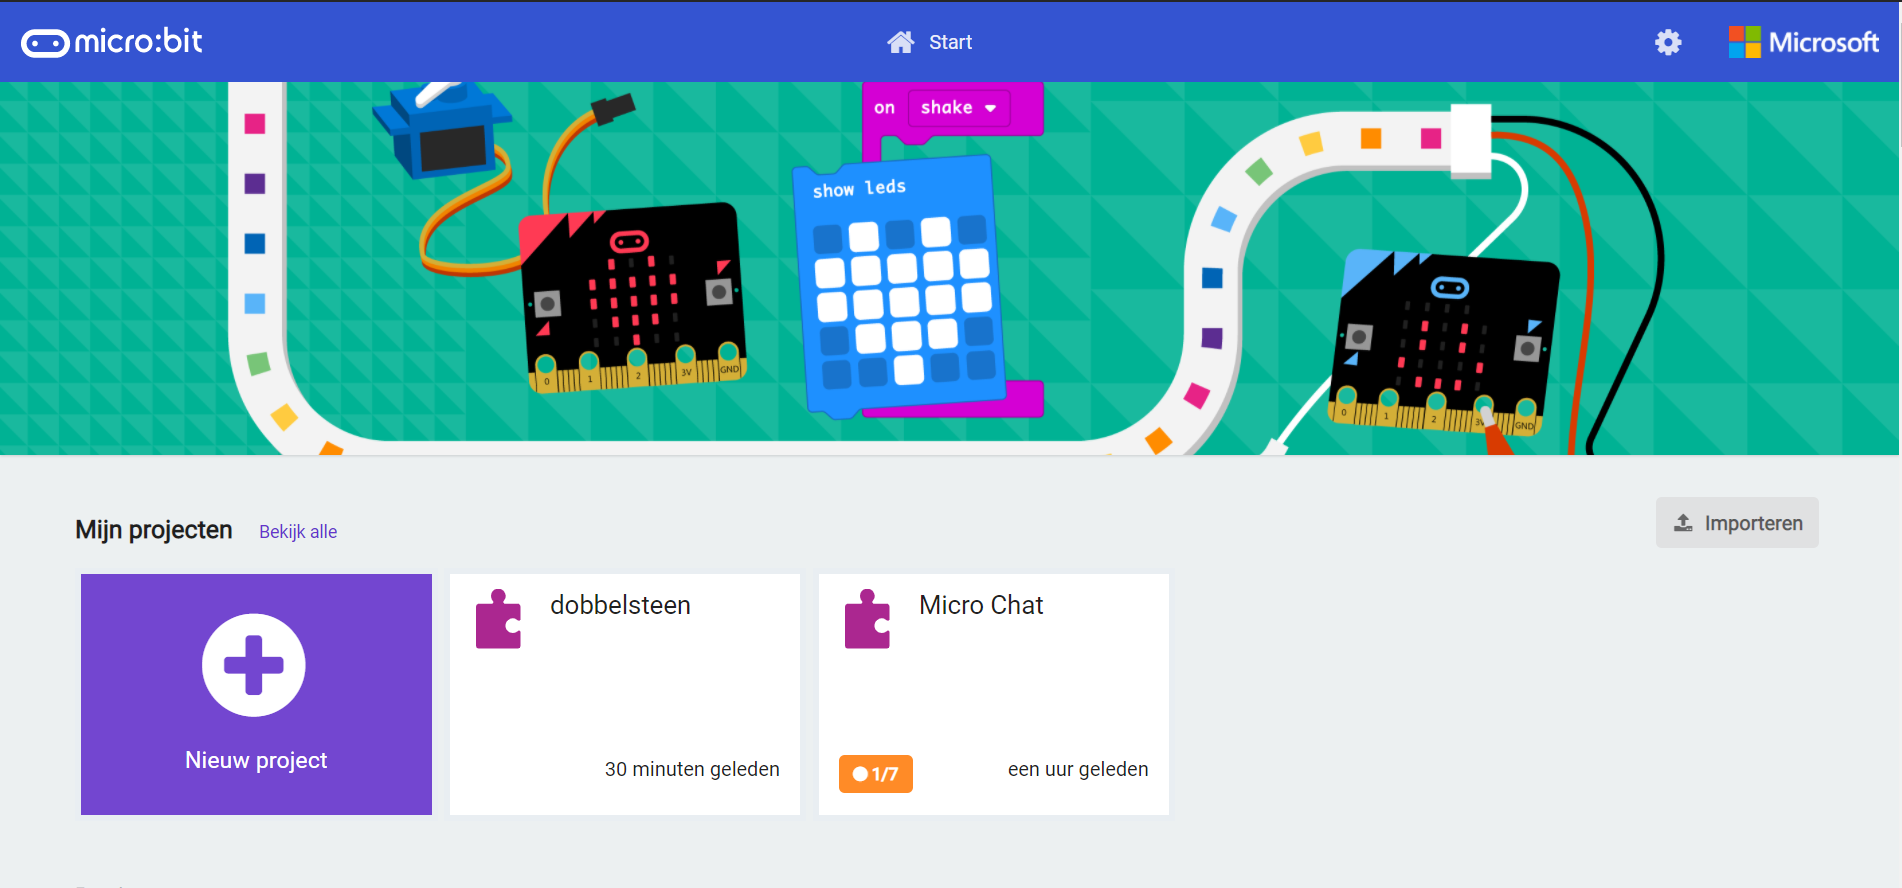 micro:bit
Start
Microsoft
on shake
show leds
0 1 2 3V GND
0 1 2 3V GND
Mijn projecten Bekijk alle
Importeren
Nieuw project
dobbelsteen
30 minuten geleden
Micro Chat
1/7
een uur geleden